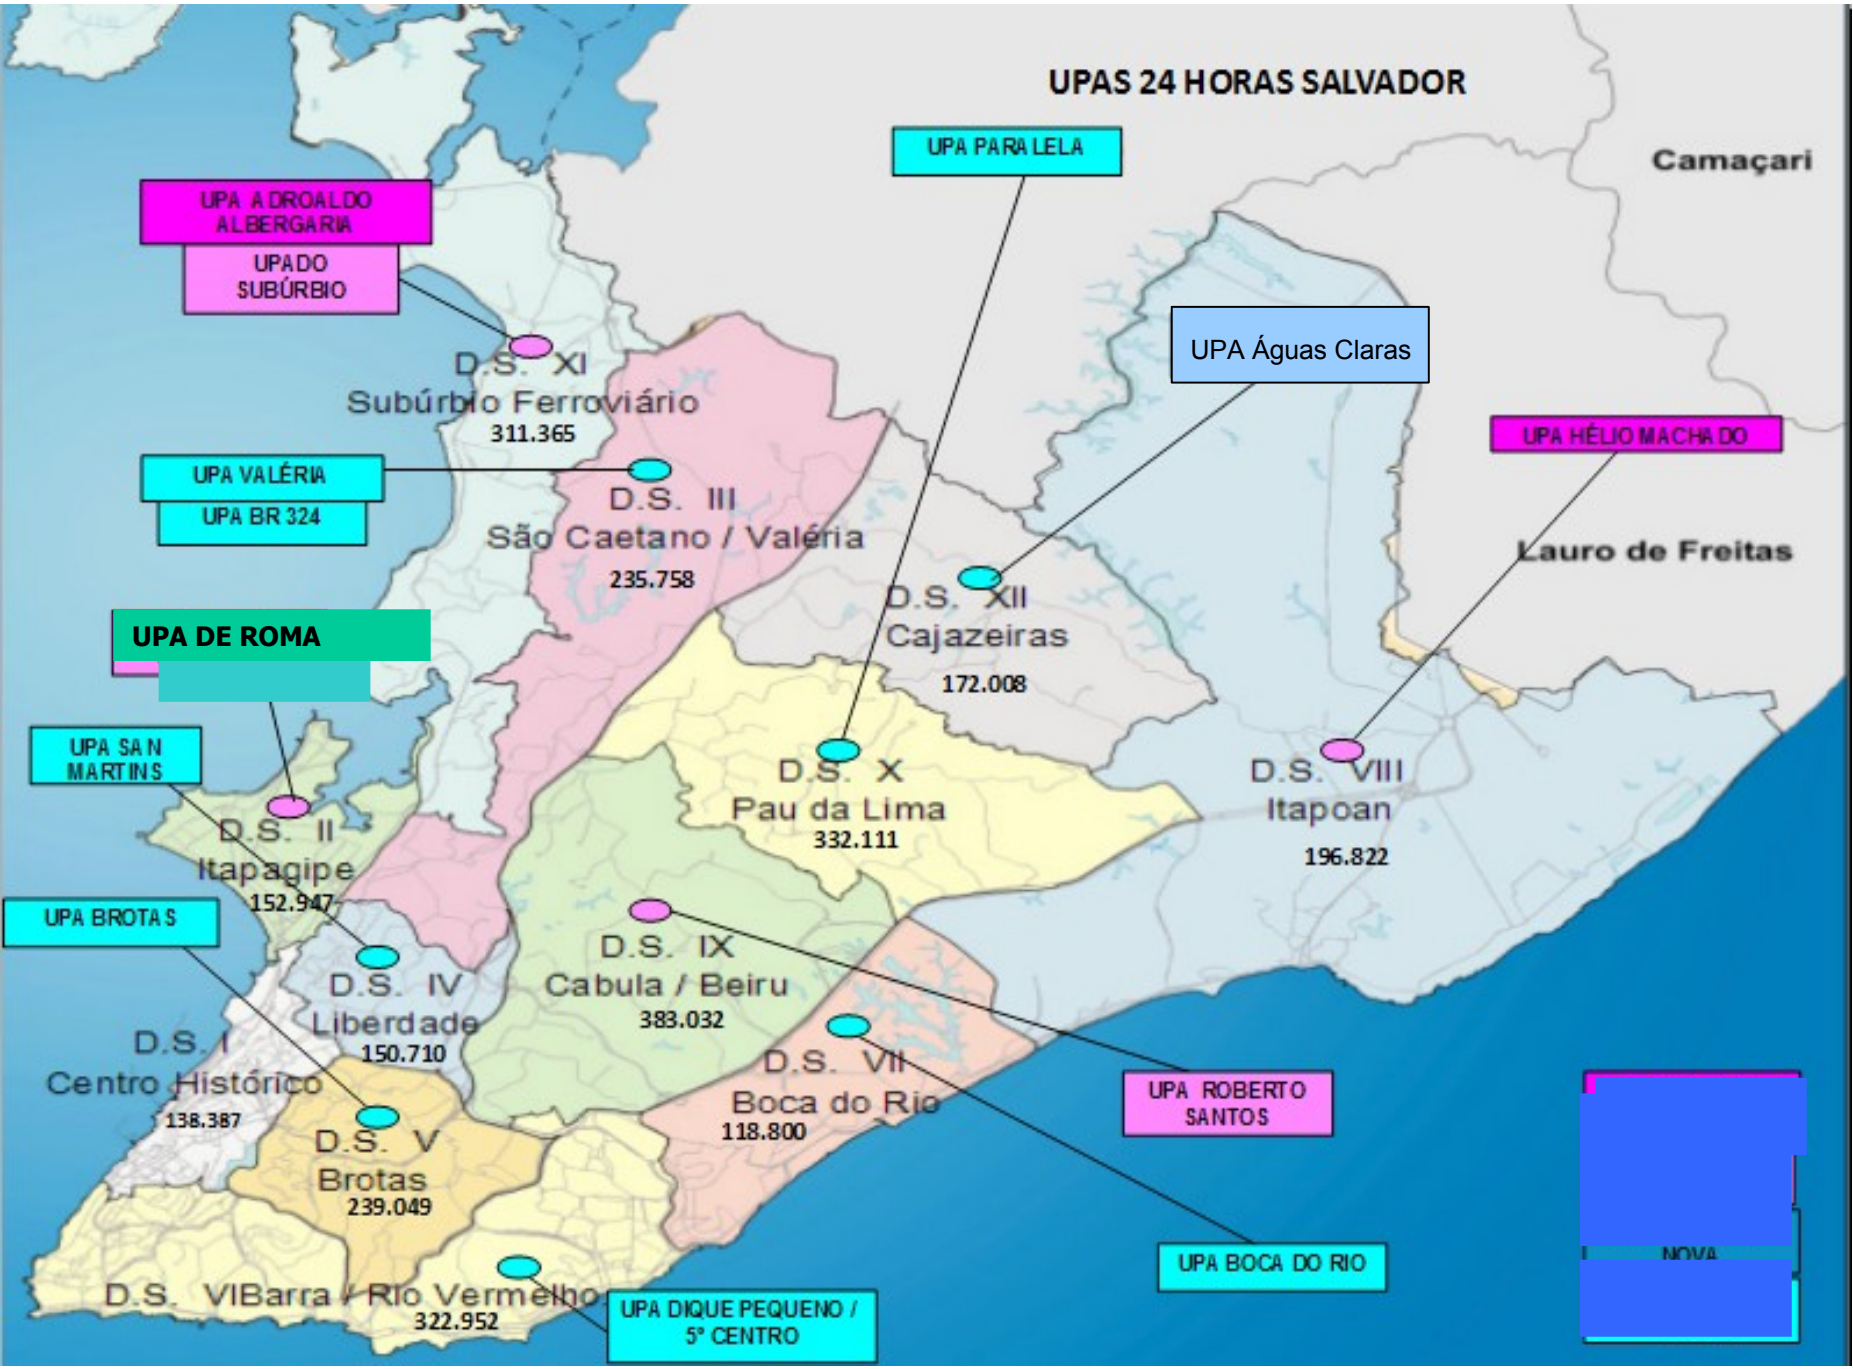 UPAS 24 HORAS SALVADOR
UPA PARALELA
Camaçari
UPA ADROALDO
ALBERGARIA
UPADO
SUBÚRBIO
UPA Águas Claras
D.S. XI
Subúrbio Ferroviário
311.365
UPA HÉLIO MACHADO
UPA VALÉRIA
UPA BR 324
D.S. III
São Caetano / Valéria
235.758
Lauro de Freitas
D.S. XII
Cajazeiras
172.008
UPA DE ROMA
UPA SAN
MARTINS
D.S. X
Pau da Lima
332.111
D.S. VIII
Itapoan
196.822
D.S. II
Itapagipe
152.947
UPA BROTAS
D.S. IX
Cabula / Beiru
383.032
D.S. IV
Liberdade
150.710
D.S. I
Centro Histórico
138.387
D.S. VII
Boca do Rio
118.800
UPA ROBERTO
SANTOS
D.S. V
Brotas
239.049
UPA BOCA DO RIO
NOVA
D.S. VIBarra / Rio Vermelho
322.952
UPA DIQUE PEQUENO /
5º CENTRO